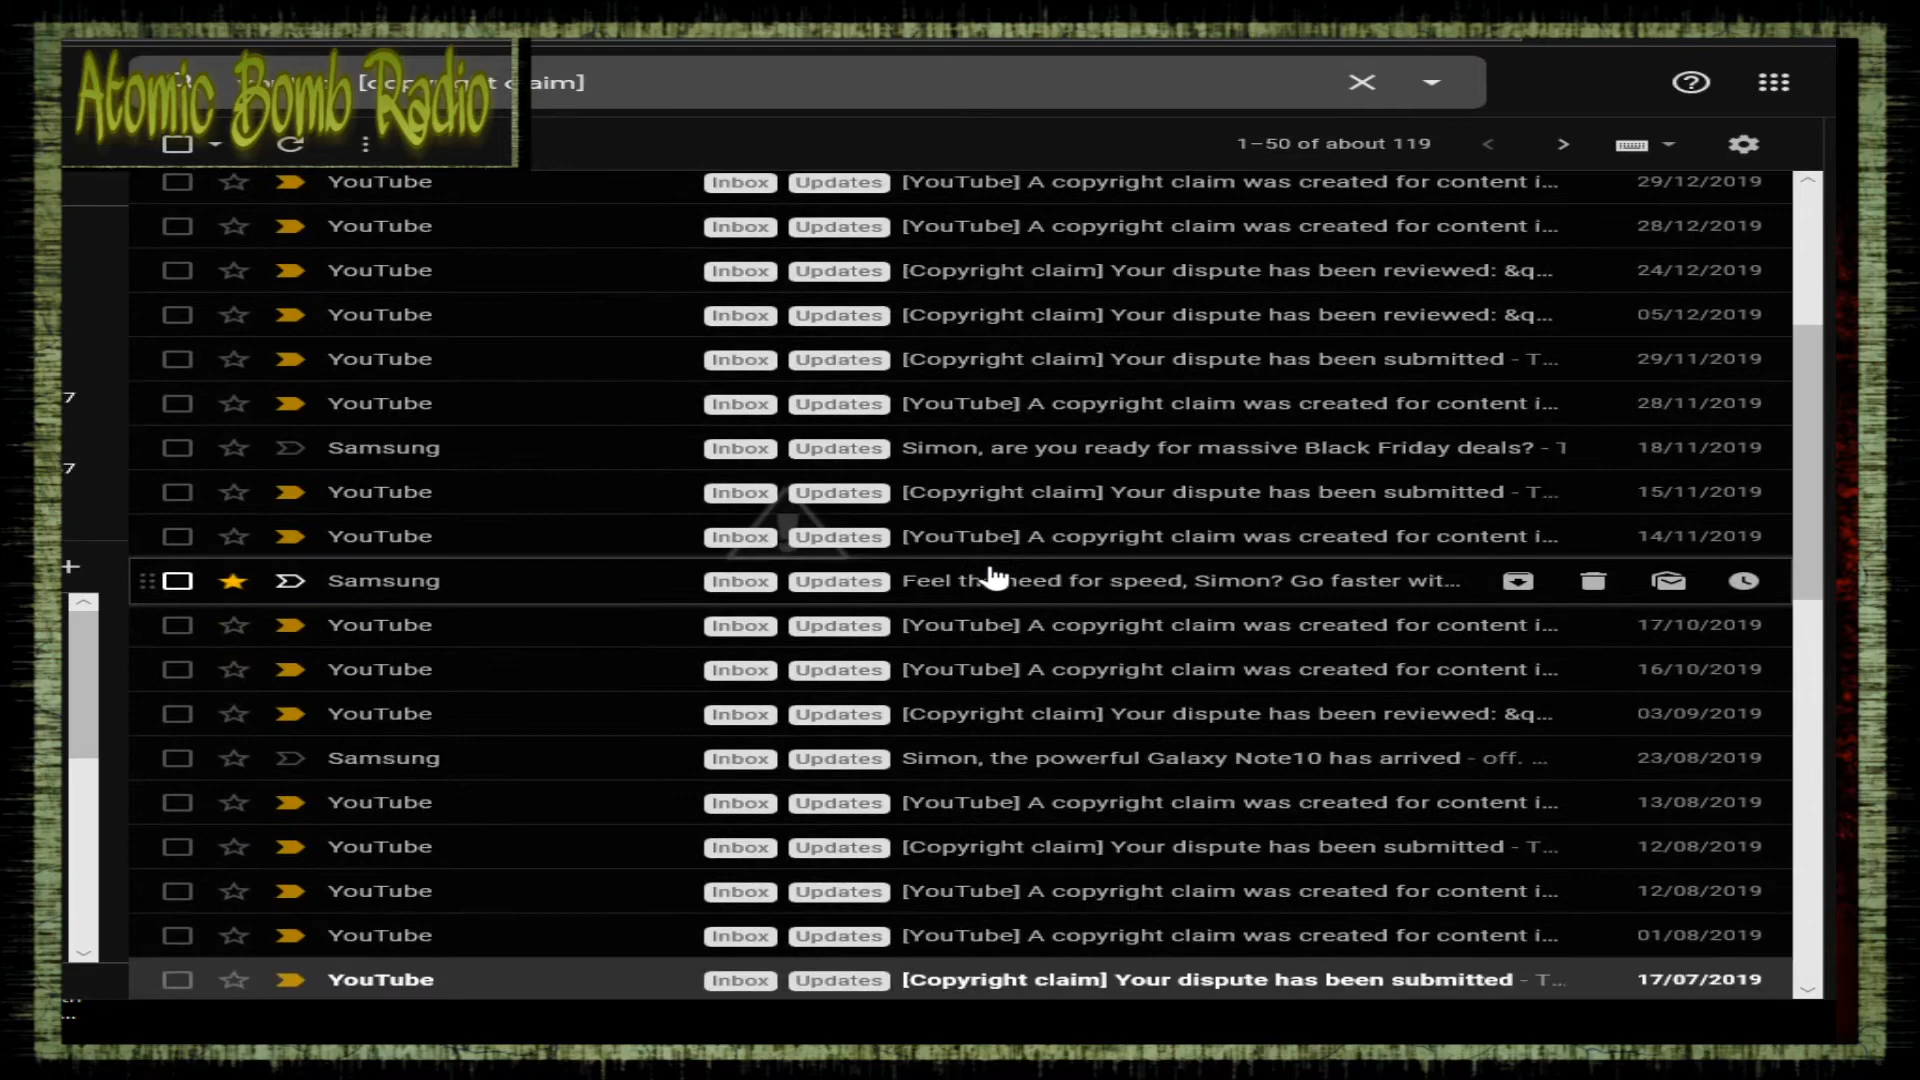 Atomic Bomb Radio
[copyright claim]
1–50 of about 119
YouTube Inbox Updates [YouTube] A copyright claim was created for content i... 29/12/2019
YouTube Inbox Updates [YouTube] A copyright claim was created for content i... 28/12/2019
YouTube Inbox Updates [Copyright claim] Your dispute has been reviewed: &q... 24/12/2019
YouTube Inbox Updates [Copyright claim] Your dispute has been reviewed: &q... 05/12/2019
YouTube Inbox Updates [Copyright claim] Your dispute has been submitted - T... 29/11/2019
7
YouTube Inbox Updates [YouTube] A copyright claim was created for content i... 28/11/2019
Samsung Inbox Updates Simon, are you ready for massive Black Friday deals? - T 18/11/2019
7
YouTube Inbox Updates [Copyright claim] Your dispute has been submitted - T... 15/11/2019
YouTube Inbox Updates [YouTube] A copyright claim was created for content i... 14/11/2019
+
Samsung Inbox Updates Feel the need for speed, Simon? Go faster wit...
YouTube Inbox Updates [YouTube] A copyright claim was created for content i... 17/10/2019
YouTube Inbox Updates [YouTube] A copyright claim was created for content i... 16/10/2019
YouTube Inbox Updates [Copyright claim] Your dispute has been reviewed: &q... 03/09/2019
Samsung Inbox Updates Simon, the powerful Galaxy Note10 has arrived - off. ... 23/08/2019
YouTube Inbox Updates [YouTube] A copyright claim was created for content i... 13/08/2019
YouTube Inbox Updates [Copyright claim] Your dispute has been submitted - T... 12/08/2019
YouTube Inbox Updates [YouTube] A copyright claim was created for content i... 12/08/2019
YouTube Inbox Updates [YouTube] A copyright claim was created for content i... 01/08/2019
YouTube Inbox Updates [Copyright claim] Your dispute has been submitted - T... 17/07/2019
...